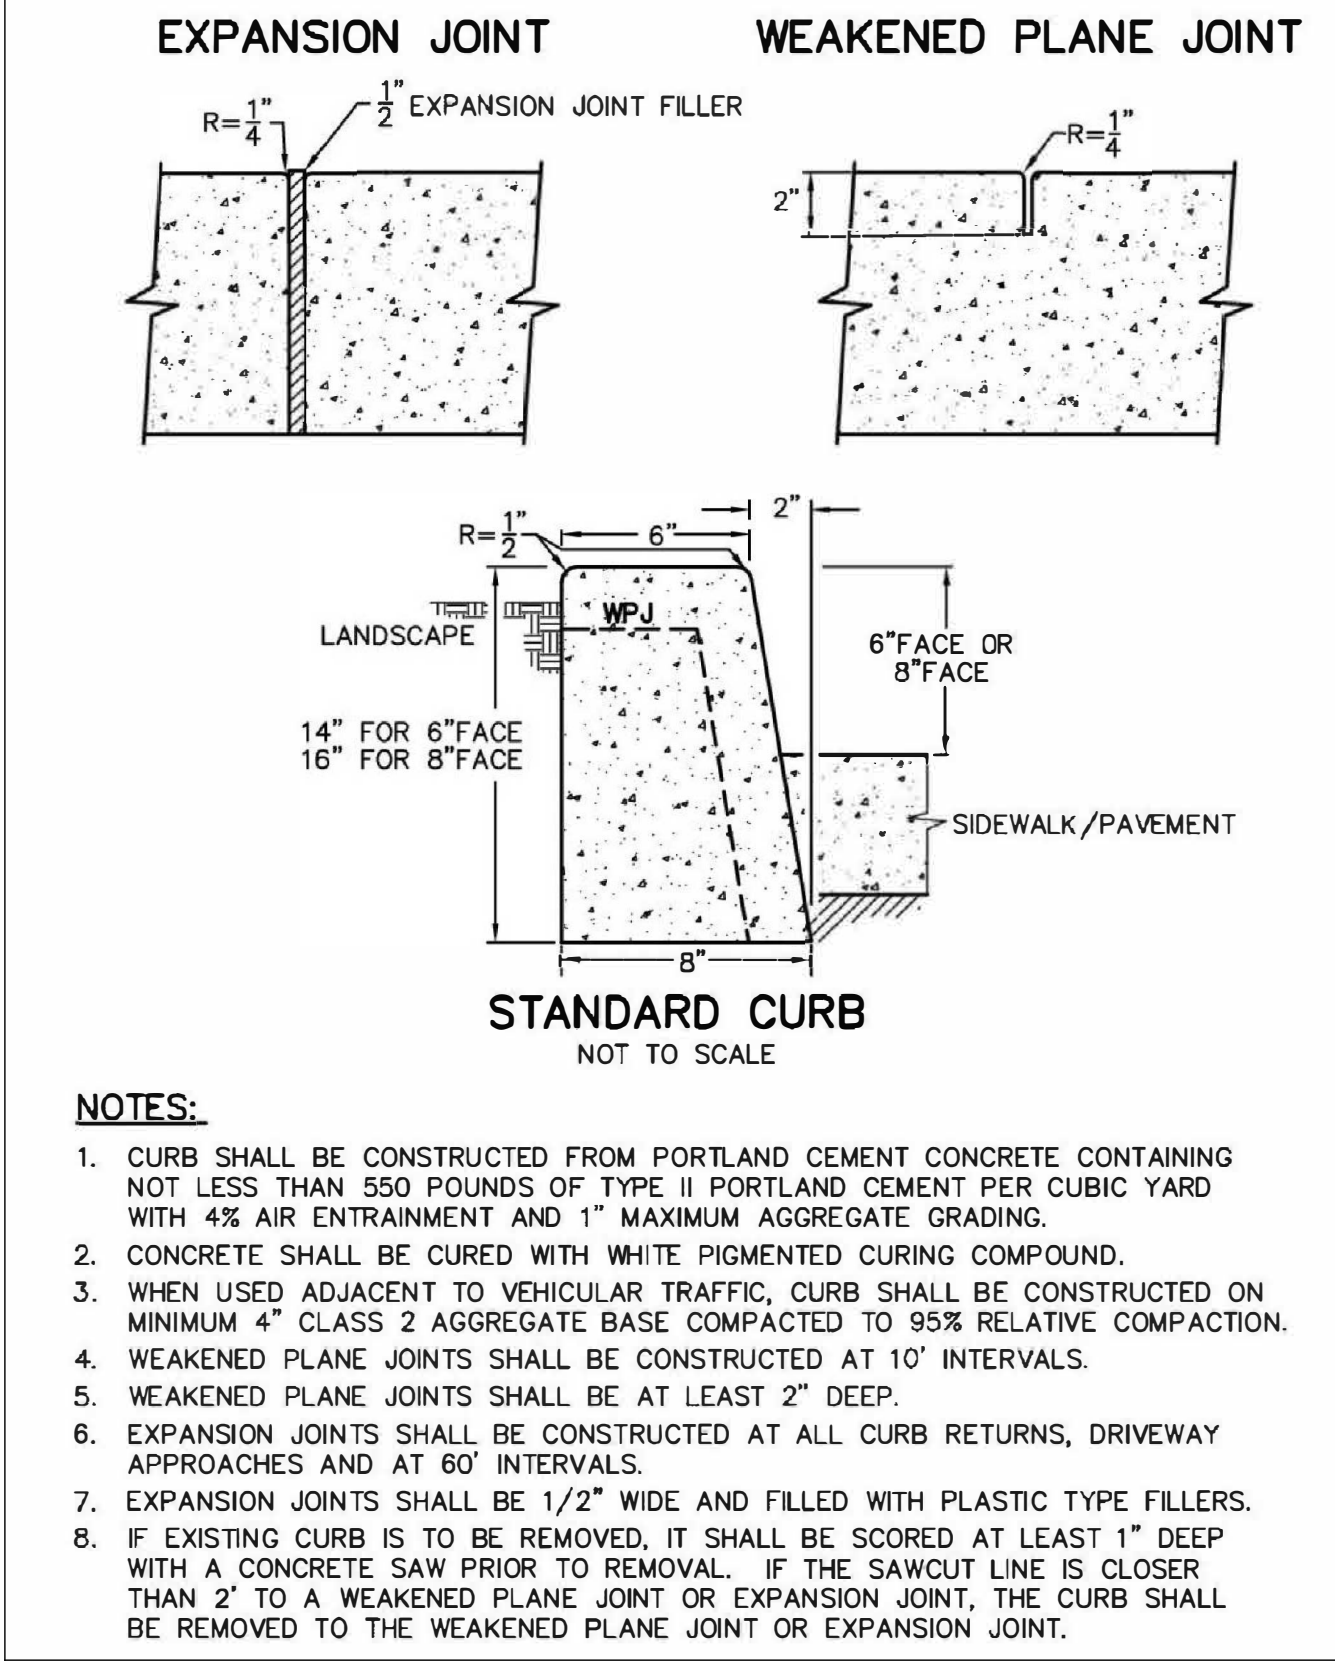 EXPANSION JOINT
WEAKENED PLANE JOINT
R=1/4"
1/2" EXPANSION JOINT FILLER
R=1/4"
2"
2"
R=1/2"
6"
WPJ
LANDSCAPE
6"FACE OR
8"FACE
14" FOR 6"FACE
16" FOR 8"FACE
SIDEWALK/PAVEMENT
8"
STANDARD CURB
NOT TO SCALE
NOTES:
1. CURB SHALL BE CONSTRUCTED FROM PORTLAND CEMENT CONCRETE CONTAINING
NOT LESS THAN 550 POUNDS OF TYPE II PORTLAND CEMENT PER CUBIC YARD
WITH 4% AIR ENTRAINMENT AND 1" MAXIMUM AGGREGATE GRADING.
2. CONCRETE SHALL BE CURED WITH WHITE PIGMENTED CURING COMPOUND.
3. WHEN USED ADJACENT TO VEHICULAR TRAFFIC, CURB SHALL BE CONSTRUCTED ON
MINIMUM 4" CLASS 2 AGGREGATE BASE COMPACTED TO 95% RELATIVE COMPACTION.
4. WEAKENED PLANE JOINTS SHALL BE CONSTRUCTED AT 10' INTERVALS.
5. WEAKENED PLANE JOINTS SHALL BE AT LEAST 2" DEEP.
6. EXPANSION JOINTS SHALL BE CONSTRUCTED AT ALL CURB RETURNS, DRIVEWAY
APPROACHES AND AT 60' INTERVALS.
7. EXPANSION JOINTS SHALL BE 1/2" WIDE AND FILLED WITH PLASTIC TYPE FILLERS.
8. IF EXISTING CURB IS TO BE REMOVED, IT SHALL BE SCORED AT LEAST 1" DEEP
WITH A CONCRETE SAW PRIOR TO REMOVAL. IF THE SAWCUT LINE IS CLOSER
THAN 2' TO A WEAKENED PLANE JOINT OR EXPANSION JOINT, THE CURB SHALL
BE REMOVED TO THE WEAKENED PLANE JOINT OR EXPANSION JOINT.